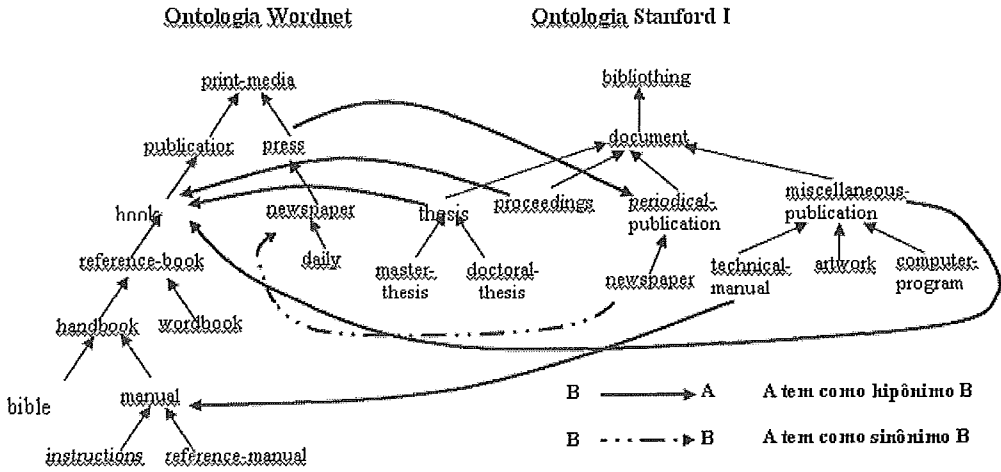 Ontologia Wordnet Ontologia Stanford I
print-media bibliothing
publication press document
book newspaper thesis proceedings periodical-
publication
miscellaneous-
publication
reference-book daily master-
thesis
doctoral-
thesis
newspaper technical-
manual
artwork computer-
program
handbook wordbook
bible manual
instructions reference-manual
B A A tem como hipônimo B
B B A tem como sinônimo B